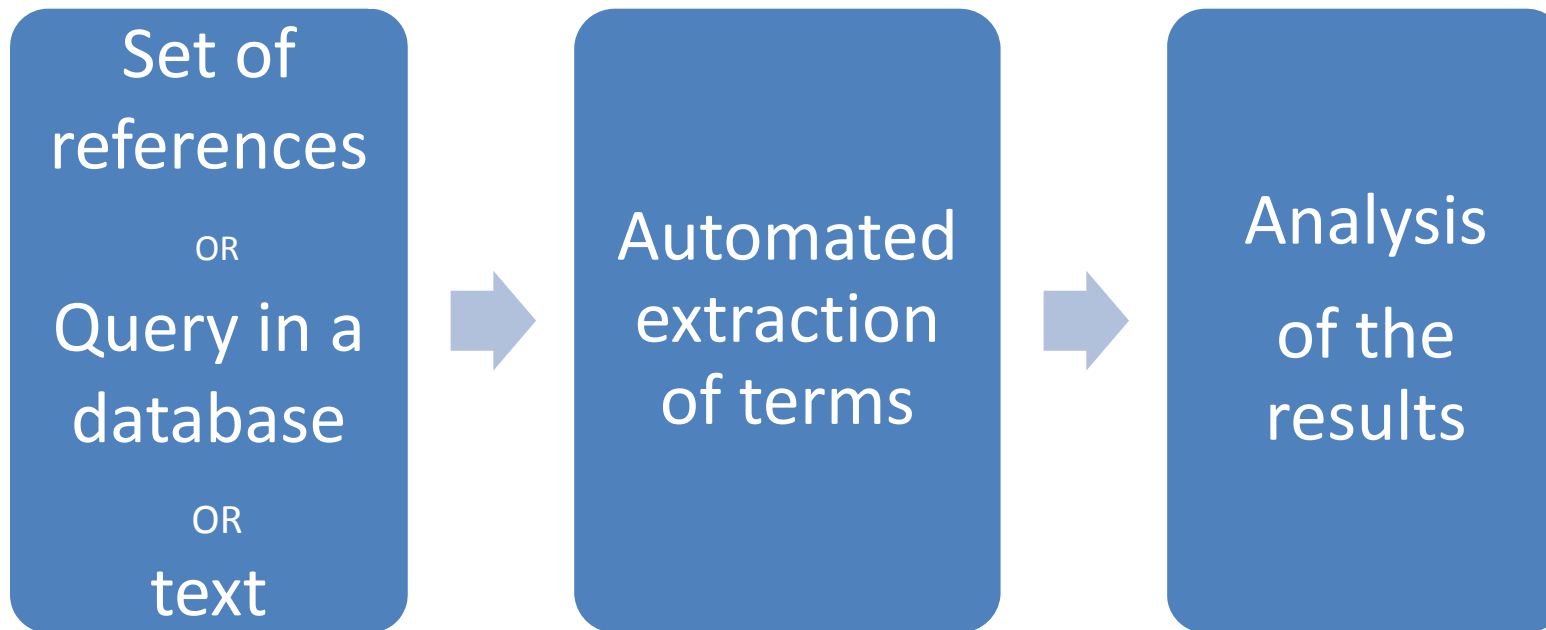 Set of
references
OR
Query in a
database
OR
text
Automated
extraction
of terms
Analysis
of the
results